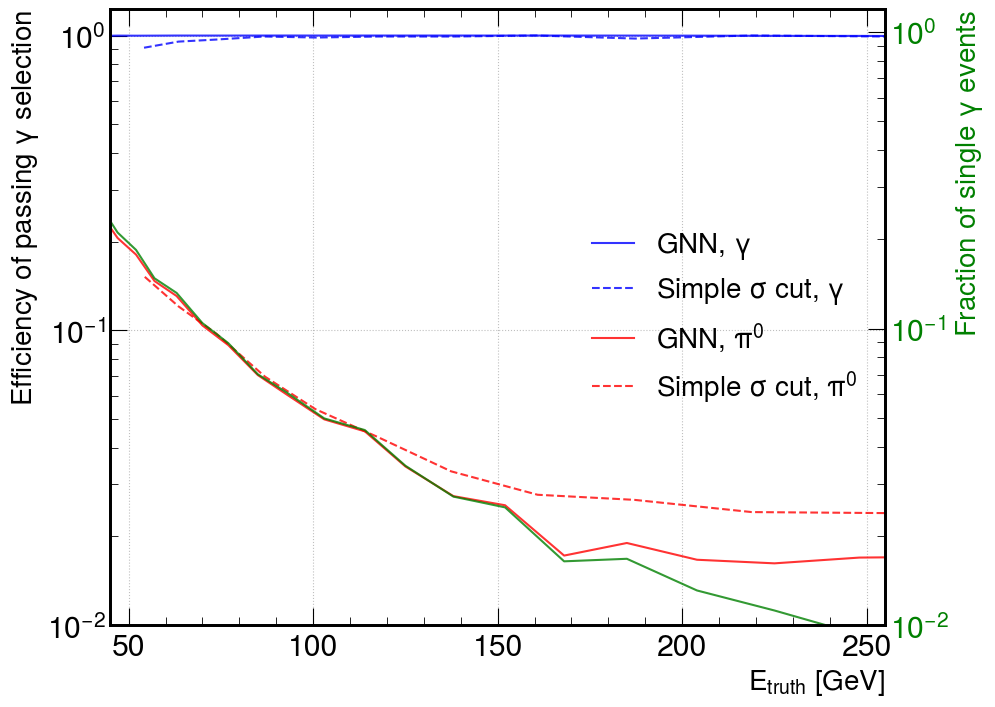 Efficiency of passing γ selection
10⁰
10⁻¹
10⁻²
GNN, γ
Simple σ cut, γ
GNN, π⁰
Simple σ cut, π⁰
10⁰
10⁻¹
10⁻²
Fraction of single γ events
50 100 150 200 250
E_truth [GeV]